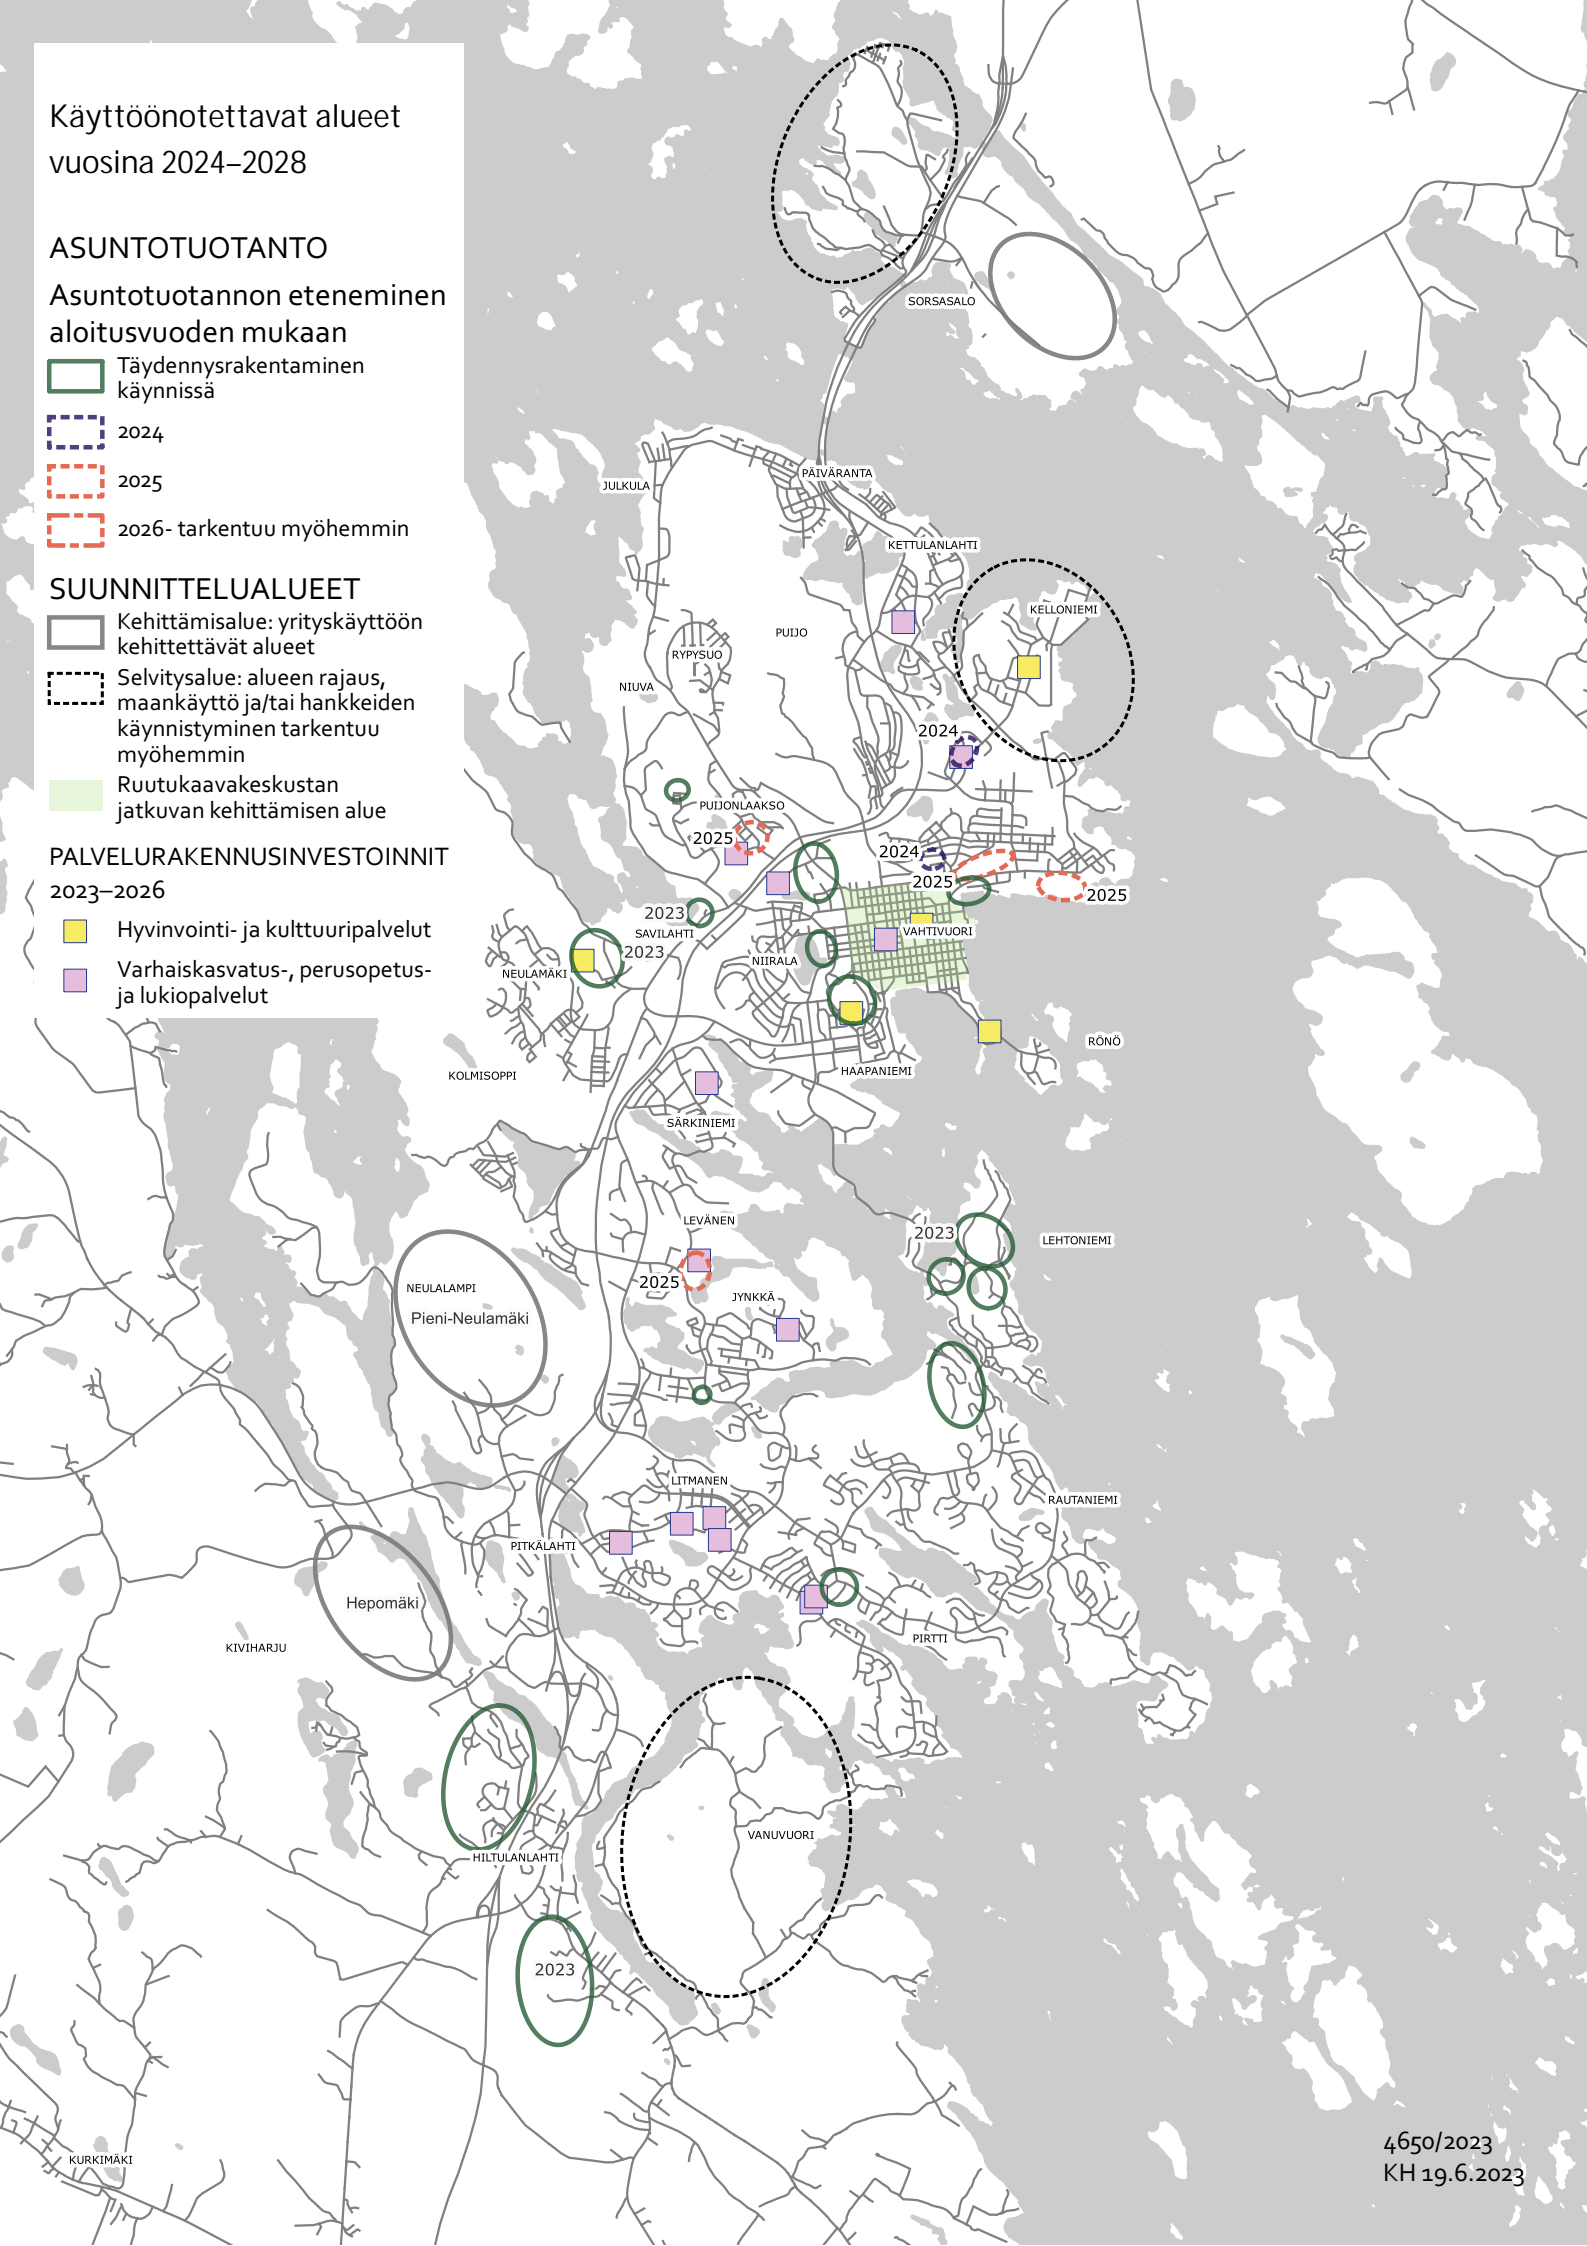 Käyttöönotettavat alueet
vuosina 2024–2028
ASUNTOTUOTANTO
Asuntotuotannon eteneminen
aloitusvuoden mukaan
Täydennysrakentaminen
käynnissä
2024
2025
2026- tarkentuu myöhemmin
SUUNNITTELUALUEET
Kehittämisalue: yrityskäyttöön
kehittettävät alueet
Selvitysalue: alueen rajaus,
maankäyttö ja/tai hankkeiden
käynnistyminen tarkentuu
myöhemmin
Ruutukaavakeskustan
jatkuvan kehittämisen alue
PALVELURAKENNUSINVESTOINNIT
2023–2026
Hyvinvointi- ja kulttuuripalvelut
Varhaiskasvatus-, perusopetus-
ja lukiopalvelut
SORSASALO
PÄIVÄRANTA
JULKULA
KETTULANLAHTI
KELLONIEMI
PUIJO
RYPYSUO
NIUVA
2024
PUIJONLAAKSO
2025
2024
2025
2025
2023
SAVILAHTI
VAHTIVUORI
2023
NIIRALA
NEULAMÄKI
RÖNÖ
HAAPANIEMI
KOLMISOPPI
SÄRKINIEMI
LEVÄNEN
2023
LEHTONIEMI
2025
NEULALAMPI
JYNKKÄ
Pieni-Neulamäki
LITMANEN
RAUTANIEMI
PITKÄLAHTI
Hepomäki
PIRTTI
KIVIHARJU
VANUVUORI
HILTULANLAHTI
2023
KURKIMÄKI
4650/2023
KH 19.6.2023